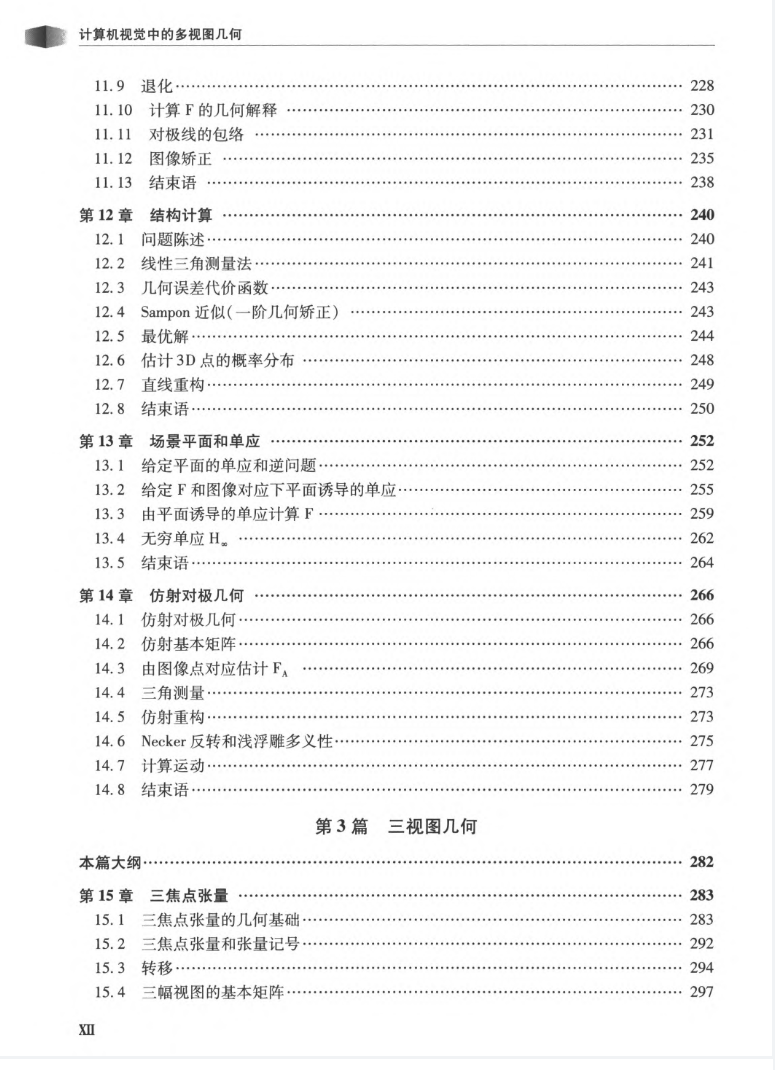 计算机视觉中的多视图几何
11.9 退化 228
11.10 计算 F 的几何解释 230
11.11 对极线的包络 231
11.12 图像矫正 235
11.13 结束语 238
第 12 章 结构计算 240
12.1 问题陈述 240
12.2 线性三角测量法 241
12.3 几何误差代价函数 243
12.4 Sampon 近似(一阶几何矫正) 243
12.5 最优解 244
12.6 估计 3D 点的概率分布 248
12.7 直线重构 249
12.8 结束语 250
第 13 章 场景平面和单应 252
13.1 给定平面的单应和逆问题 252
13.2 给定 F 和图像对应下平面诱导的单应 255
13.3 由平面诱导的单应计算 F 259
13.4 无穷单应 H∞ 262
13.5 结束语 264
第 14 章 仿射对极几何 266
14.1 仿射对极几何 266
14.2 仿射基本矩阵 266
14.3 由图像点对应估计 FA 269
14.4 三角测量 273
14.5 仿射重构 273
14.6 Necker 反转和浅浮雕多义性 275
14.7 计算运动 277
14.8 结束语 279
第 3 篇 三视图几何
本篇大纲 282
第 15 章 三焦点张量 283
15.1 三焦点张量的几何基础 283
15.2 三焦点张量和张量记号 292
15.3 转移 294
15.4 三幅视图的基本矩阵 297
XII